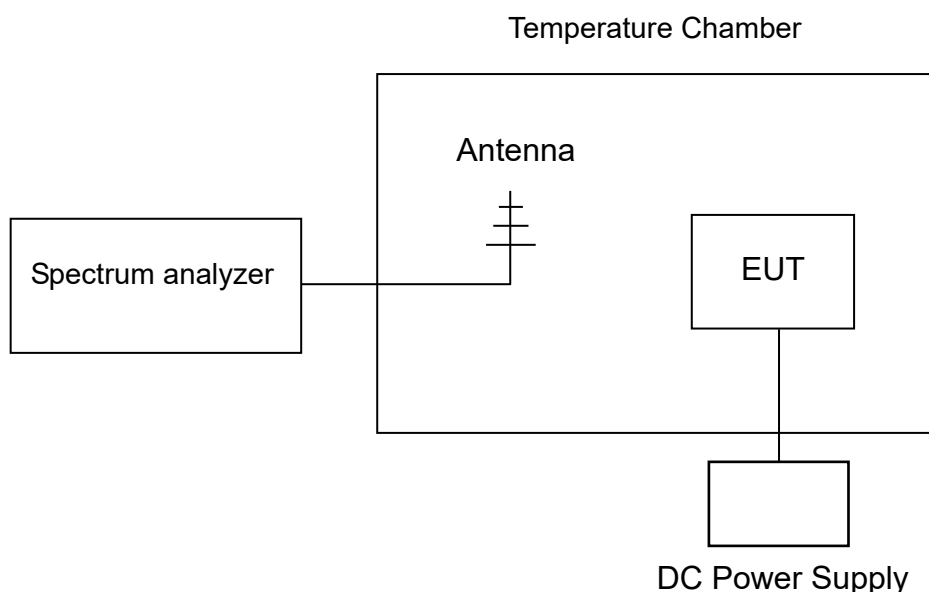 Temperature Chamber
Antenna
Spectrum analyzer
EUT
DC Power Supply